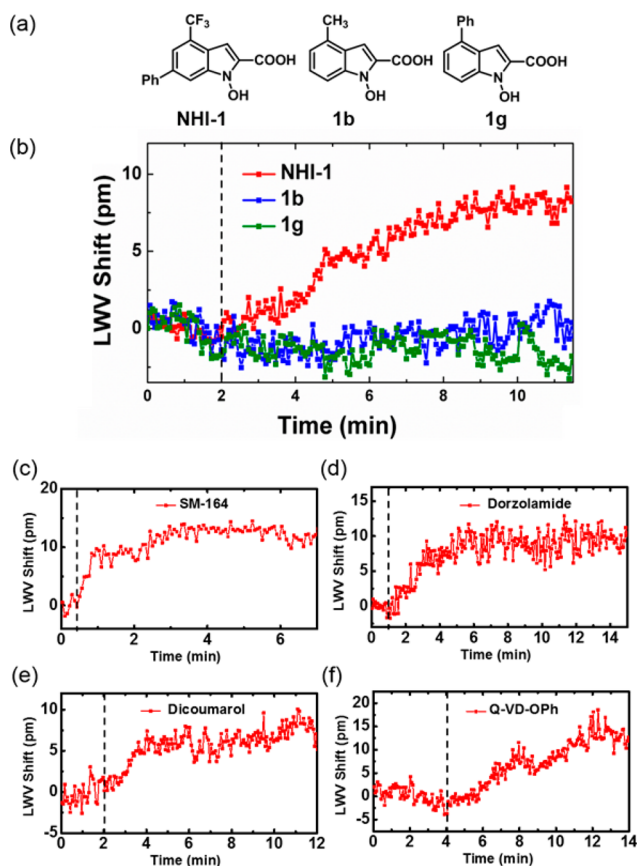 (a)
CF₃
CH₃
Ph
Ph
COOH
COOH
COOH
N
N
N
OH
OH
OH
NHI-1
1b
1g
(b)
10
5
0
LWV Shift (pm)
NHI-1
1b
1g
0 2 4 6 8 10
Time (min)
(c)
20
10
0
LWV Shift (pm)
SM-164
0 2 4 6
Time (min)
(d)
15
10
5
0
LWV Shift (pm)
Dorzolamide
0 2 4 6 8 10 12 14
Time (min)
(e)
10
5
0
-5
LWV Shift (pm)
Dicoumarol
0 2 4 6 8 10 12
Time (min)
(f)
20
15
10
5
0
-5
LWV Shift (pm)
Q-VD-OPh
0 2 4 6 8 10 12 14
Time (min)